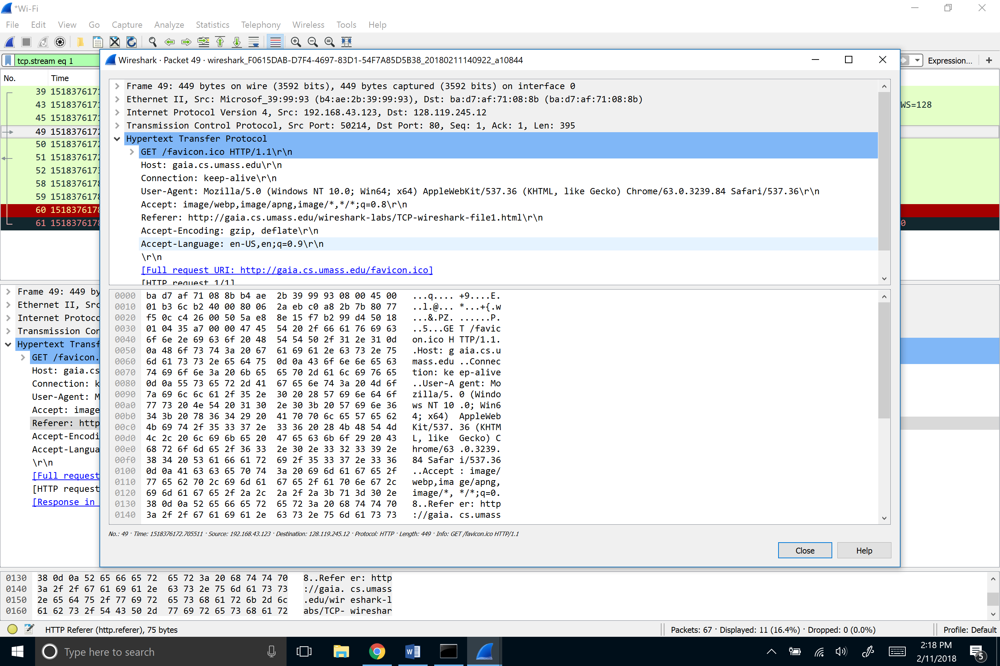 *Wi-Fi
File Edit View Go Capture Analyze Statistics Telephony Wireless Tools Help
tcp.stream eq 1
Expression...
+
No. Time
39 1518376171
43 1518376171
WS=128
45 1518376171
49 1518376172
50 1518376172
51 1518376172
52 1518376173
58 1518376178
59 1518376178
60 1518376178
61 1518376178
0
Wireshark · Packet 49 · wireshark_F0615DAB-D7F4-4697-83D1-54F7A85D5B38_20180211140922_a10844
Frame 49: 449 bytes on wire (3592 bits), 449 bytes captured (3592 bits) on interface 0
Ethernet II, Src: Microsof_39:99:93 (b4:ae:2b:39:99:93), Dst: ba:d7:af:71:08:8b (ba:d7:af:71:08:8b)
Internet Protocol Version 4, Src: 192.168.43.123, Dst: 128.119.245.12
Transmission Control Protocol, Src Port: 50214, Dst Port: 80, Seq: 1, Ack: 1, Len: 395
Hypertext Transfer Protocol
GET /favicon.ico HTTP/1.1\r\n
Host: gaia.cs.umass.edu\r\n
Connection: keep-alive\r\n
User-Agent: Mozilla/5.0 (Windows NT 10.0; Win64; x64) AppleWebKit/537.36 (KHTML, like Gecko) Chrome/63.0.3239.84 Safari/537.36\r\n
Accept: image/webp,image/apng,image/*,*/*;q=0.8\r\n
Referer: http://gaia.cs.umass.edu/wireshark-labs/TCP-wireshark-file1.html\r\n
Accept-Encoding: gzip, deflate\r\n
Accept-Language: en-US,en;q=0.9\r\n
\r\n
[Full request URI: http://gaia.cs.umass.edu/favicon.ico]
[HTTP request 1/1]
0000 ba d7 af 71 08 8b b4 ae 2b 39 99 93 08 00 45 00 ...q.... +9....E.
0010 01 b3 6c b2 40 00 80 06 2a eb c0 a8 2b 7b 80 77 ..l.@... *...+{.w
0020 f5 0c c4 26 00 50 5a e8 8e 15 f7 b2 99 d4 50 18 ...&.PZ. ......P.
0030 01 04 35 a7 00 00 47 45 54 20 2f 66 61 76 69 63 ..5...GE T /favic
0040 6f 6e 2e 69 63 6f 20 48 54 54 50 2f 31 2e 31 0d on.ico H TTP/1.1.
0050 0a 48 6f 73 74 3a 20 67 61 69 61 2e 63 73 2e 75 .Host: g aia.cs.u
0060 6d 61 73 73 2e 65 64 75 0d 0a 43 6f 6e 6e 65 63 mass.edu ..Connec
0070 74 69 6f 6e 3a 20 6b 65 65 70 2d 61 6c 69 76 65 tion: ke ep-alive
0080 0d 0a 55 73 65 72 2d 41 67 65 6e 74 3a 20 4d 6f ..User-A gent: Mo
0090 7a 69 6c 6c 61 2f 35 2e 30 20 28 57 69 6e 64 6f zilla/5. 0 (Windo
00a0 77 73 20 4e 54 20 31 30 2e 30 3b 20 57 69 6e 36 ws NT 10 .0; Win6
00b0 34 3b 20 78 36 34 29 20 41 70 70 6c 65 57 65 62 4; x64) AppleWeb
00c0 4b 69 74 2f 35 33 37 2e 33 36 20 28 4b 48 54 4d Kit/537. 36 (KHTM
00d0 4c 2c 20 6c 69 6b 65 20 47 65 63 6b 6f 29 20 43 L, like Gecko) C
00e0 68 72 6f 6d 65 2f 36 33 2e 30 2e 33 32 33 39 2e hrome/63 .0.3239.
00f0 38 34 20 53 61 66 61 72 69 2f 35 33 37 2e 33 36 84 Safar i/537.36
0100 0d 0a 41 63 63 65 70 74 3a 20 69 6d 61 67 65 2f ..Accept : image/
0110 77 65 62 70 2c 69 6d 61 67 65 2f 61 70 6e 67 2c webp,ima ge/apng,
0120 69 6d 61 67 65 2f 2a 2c 2a 2f 2a 3b 71 3d 30 2e image/*, */*;q=0.
0130 38 0d 0a 52 65 66 65 72 65 72 3a 20 68 74 74 70 8..Refer er: http
0140 3a 2f 2f 67 61 69 61 2e 63 73 2e 75 6d 61 73 73 ://gaia. cs.umass
No.: 49 · Time: 1518376172.705511 · Source: 192.168.43.123 · Destination: 128.119.245.12 · Protocol: HTTP · Length: 449 · Info: GET /favicon.ico HTTP/1.1
Close Help
Frame 49: 449 by
Ethernet II, Src
Internet Protoco
Transmission Con
Hypertext Transf
GET /favicon.
Host: gaia.cs
Connection: k
User-Agent: M
Accept: image
Referer: http
Accept-Encodi
Accept-Langua
\r\n
[Full request
[HTTP request
[Response in
0130 38 0d 0a 52 65 66 65 72 65 72 3a 20 68 74 74 70 8..Refer er: http
0140 3a 2f 2f 67 61 69 61 2e 63 73 2e 75 6d 61 73 73 ://gaia. cs.umass
0150 2e 65 64 75 2f 77 69 72 65 73 68 61 72 6b 2d 6c .edu/wir eshark-l
0160 61 62 73 2f 54 43 50 2d 77 69 72 65 73 68 61 72 abs/TCP- wireshar
HTTP Referer (http.referer), 75 bytes
Packets: 67 · Displayed: 11 (16.4%) · Dropped: 0 (0.0%)
Profile: Default
Type here to search
2:18 PM
2/11/2018
5